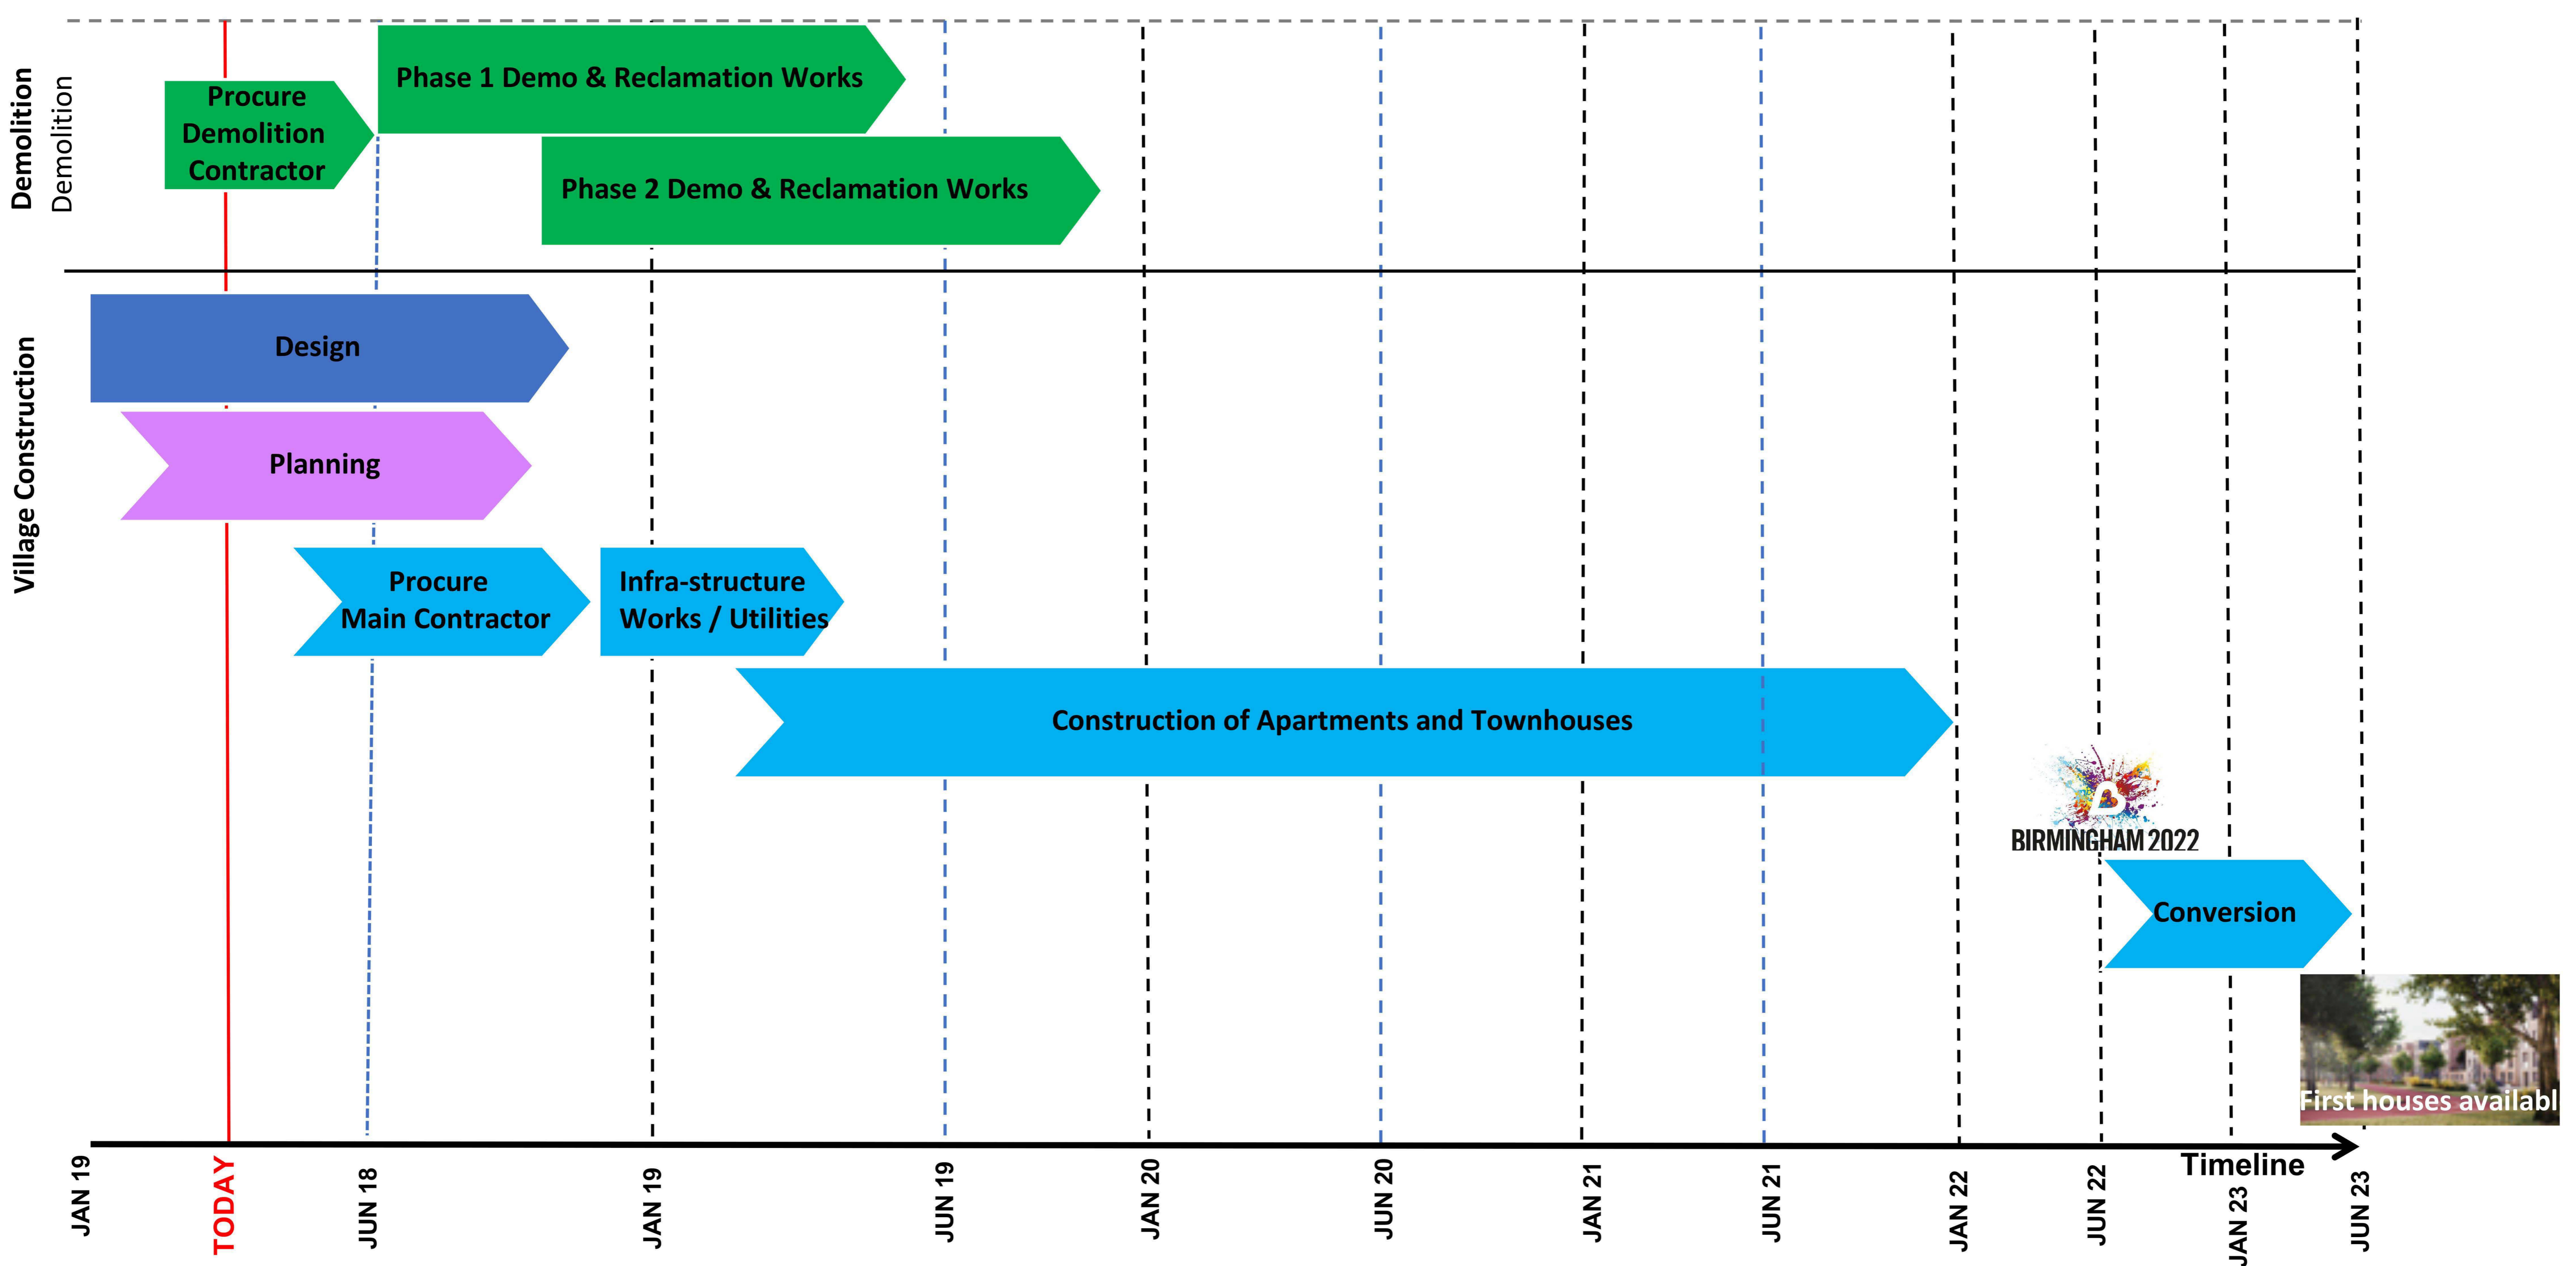 Demolition
Demolition
Procure
Demolition
Contractor
Phase 1 Demo & Reclamation Works
Phase 2 Demo & Reclamation Works
Village Construction
Design
Planning
Procure
Main Contractor
Infra-structure
Works / Utilities
Construction of Apartments and Townhouses
BIRMINGHAM 2022
Conversion
First houses availabl
Timeline
JAN 19
TODAY
JUN 18
JAN 19
JUN 19
JAN 20
JUN 20
JAN 21
JUN 21
JAN 22
JUN 22
JAN 23
JUN 23